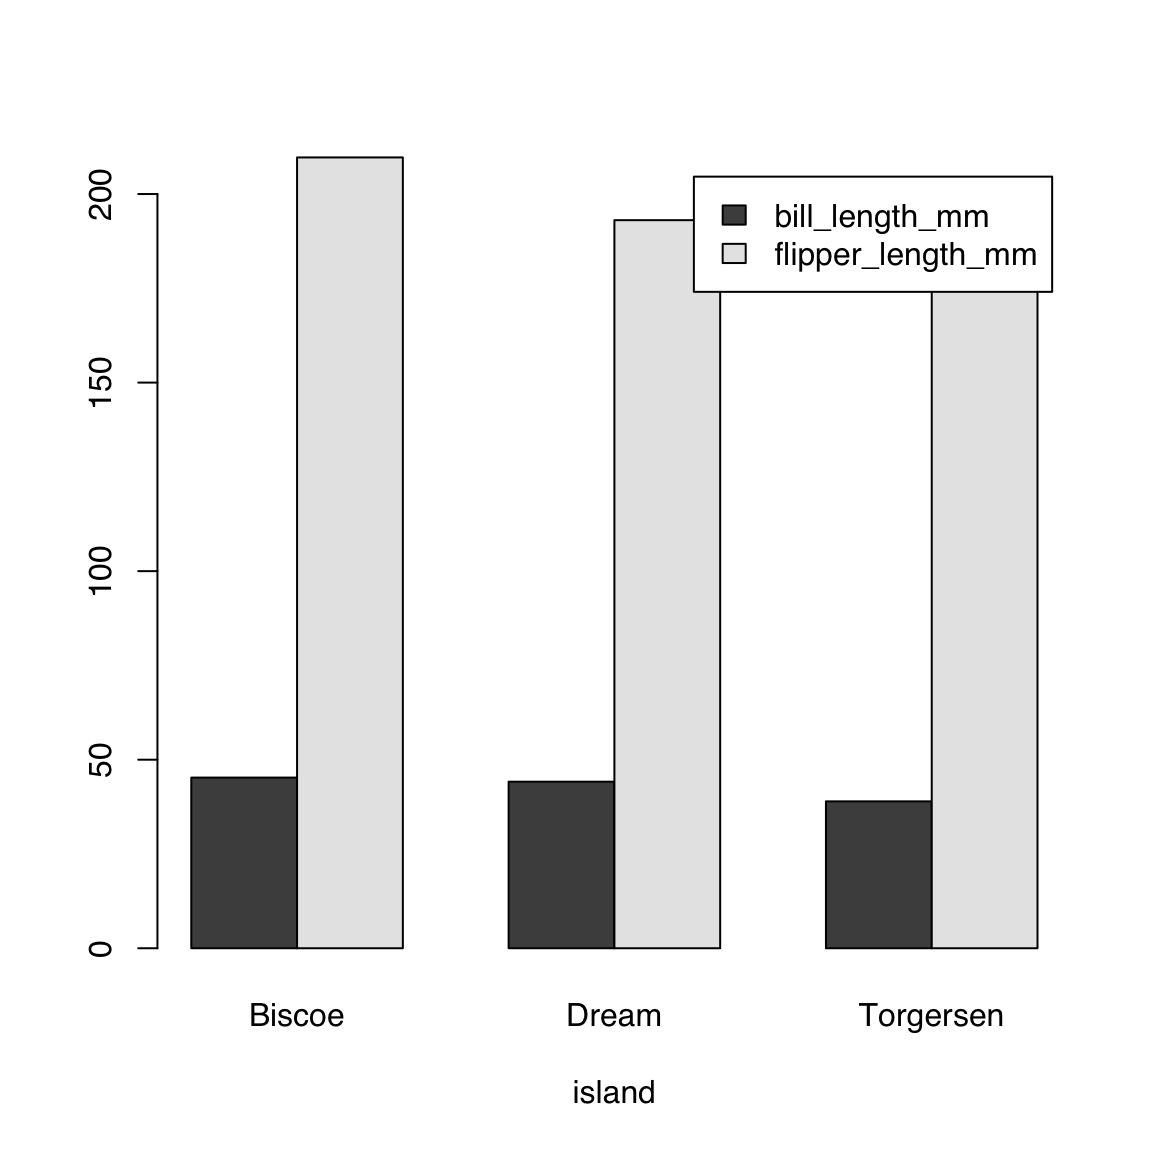 200
150
100
50
0
bill_length_mm
flipper_length_mm
Biscoe
Dream
Torgersen
island